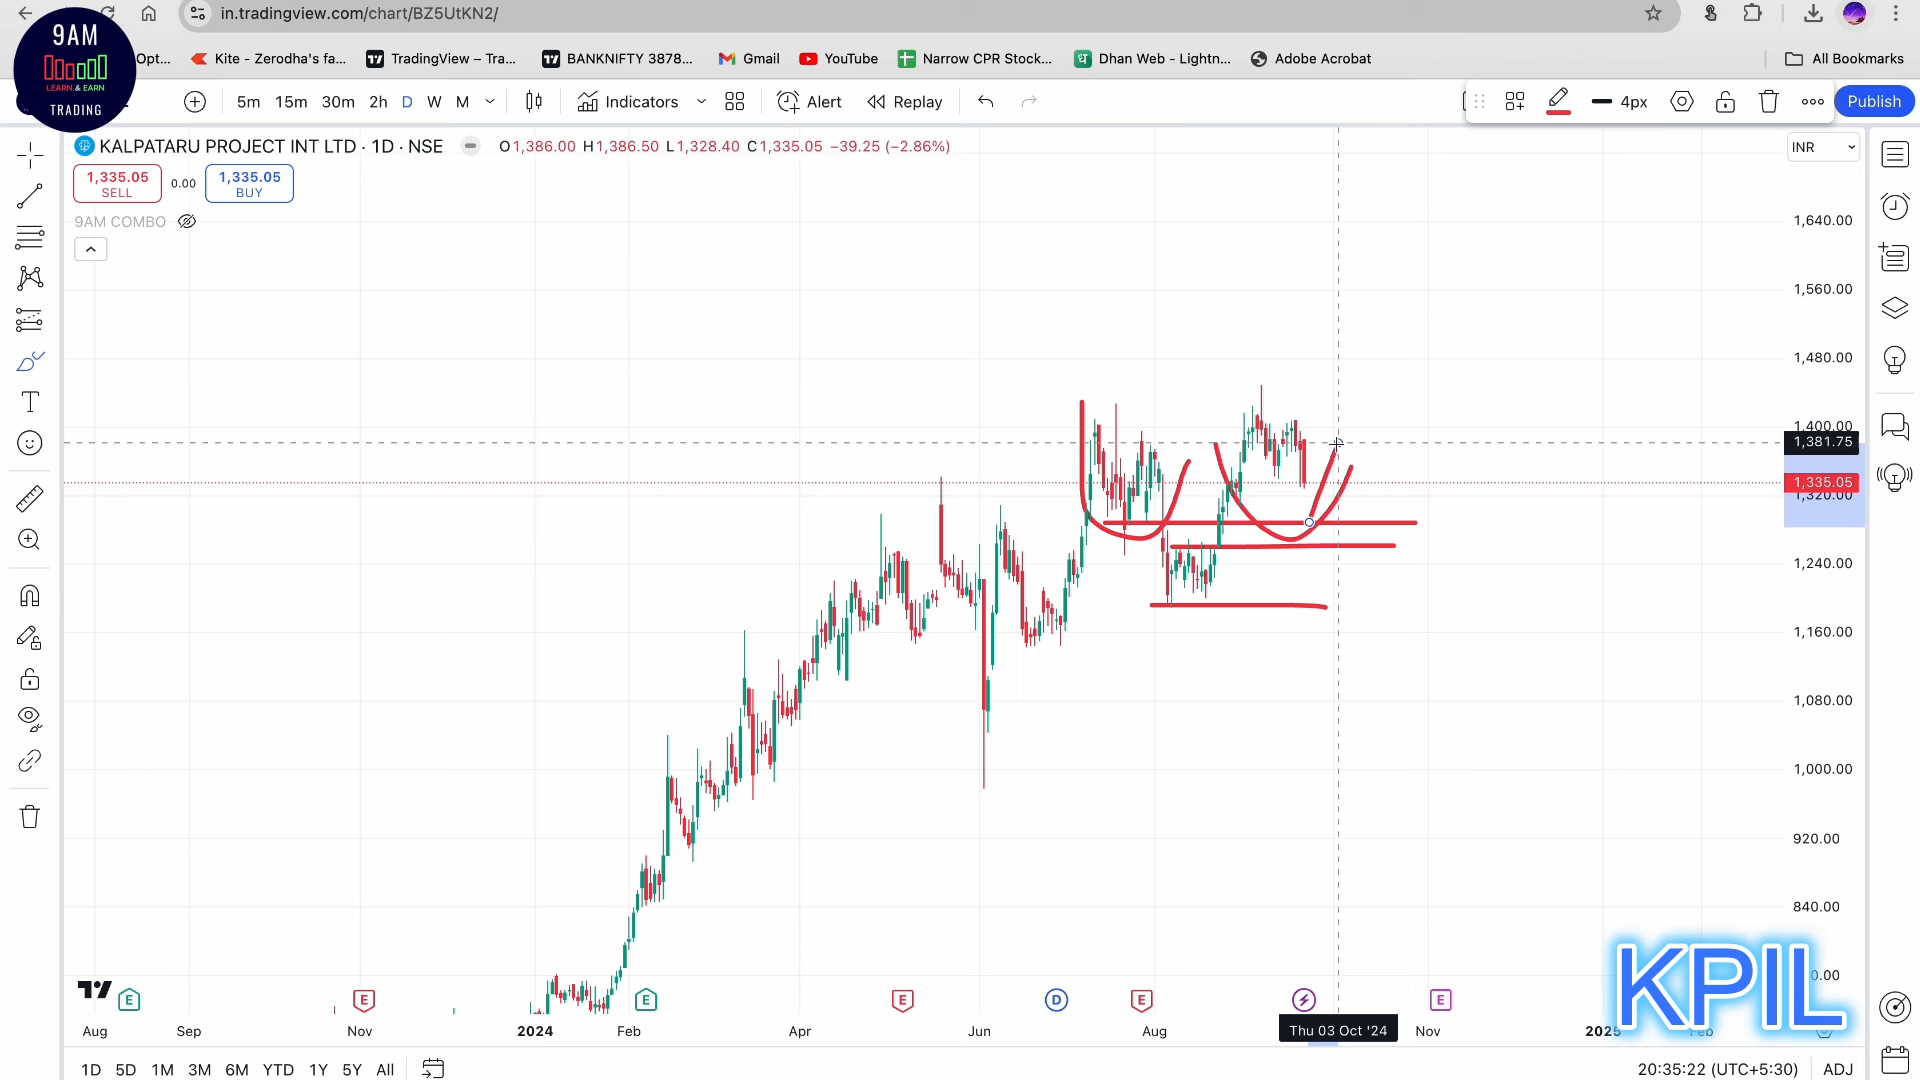 in.tradingview.com/chart/BZ5UtKN2/
9AM
LEARN & EARN
TRADING
Opt...
Kite - Zerodha's fa...
TradingView – Tra...
BANKNIFTY 3878...
Gmail
YouTube
Narrow CPR Stock...
Dhan Web - Lightn...
Adobe Acrobat
All Bookmarks
5m 15m 30m 2h D W M
Indicators
Alert
Replay
4px
Publish
KALPATARU PROJECT INT LTD · 1D · NSE
O1,386.00 H1,386.50 L1,328.40 C1,335.05 −39.25 (−2.86%)
INR
1,335.05
SELL
0.00
1,335.05
BUY
9AM COMBO
1,640.00
1,560.00
1,480.00
1,400.00
1,381.75
1,335.05
1,320.00
1,240.00
1,160.00
1,080.00
1,000.00
920.00
840.00
KPIL
E E E E D E E
Aug Sep Nov 2024 Feb Apr Jun Aug Thu 03 Oct '24 Nov 2025 Feb
1D 5D 1M 3M 6M YTD 1Y 5Y All
20:35:22 (UTC+5:30) ADJ